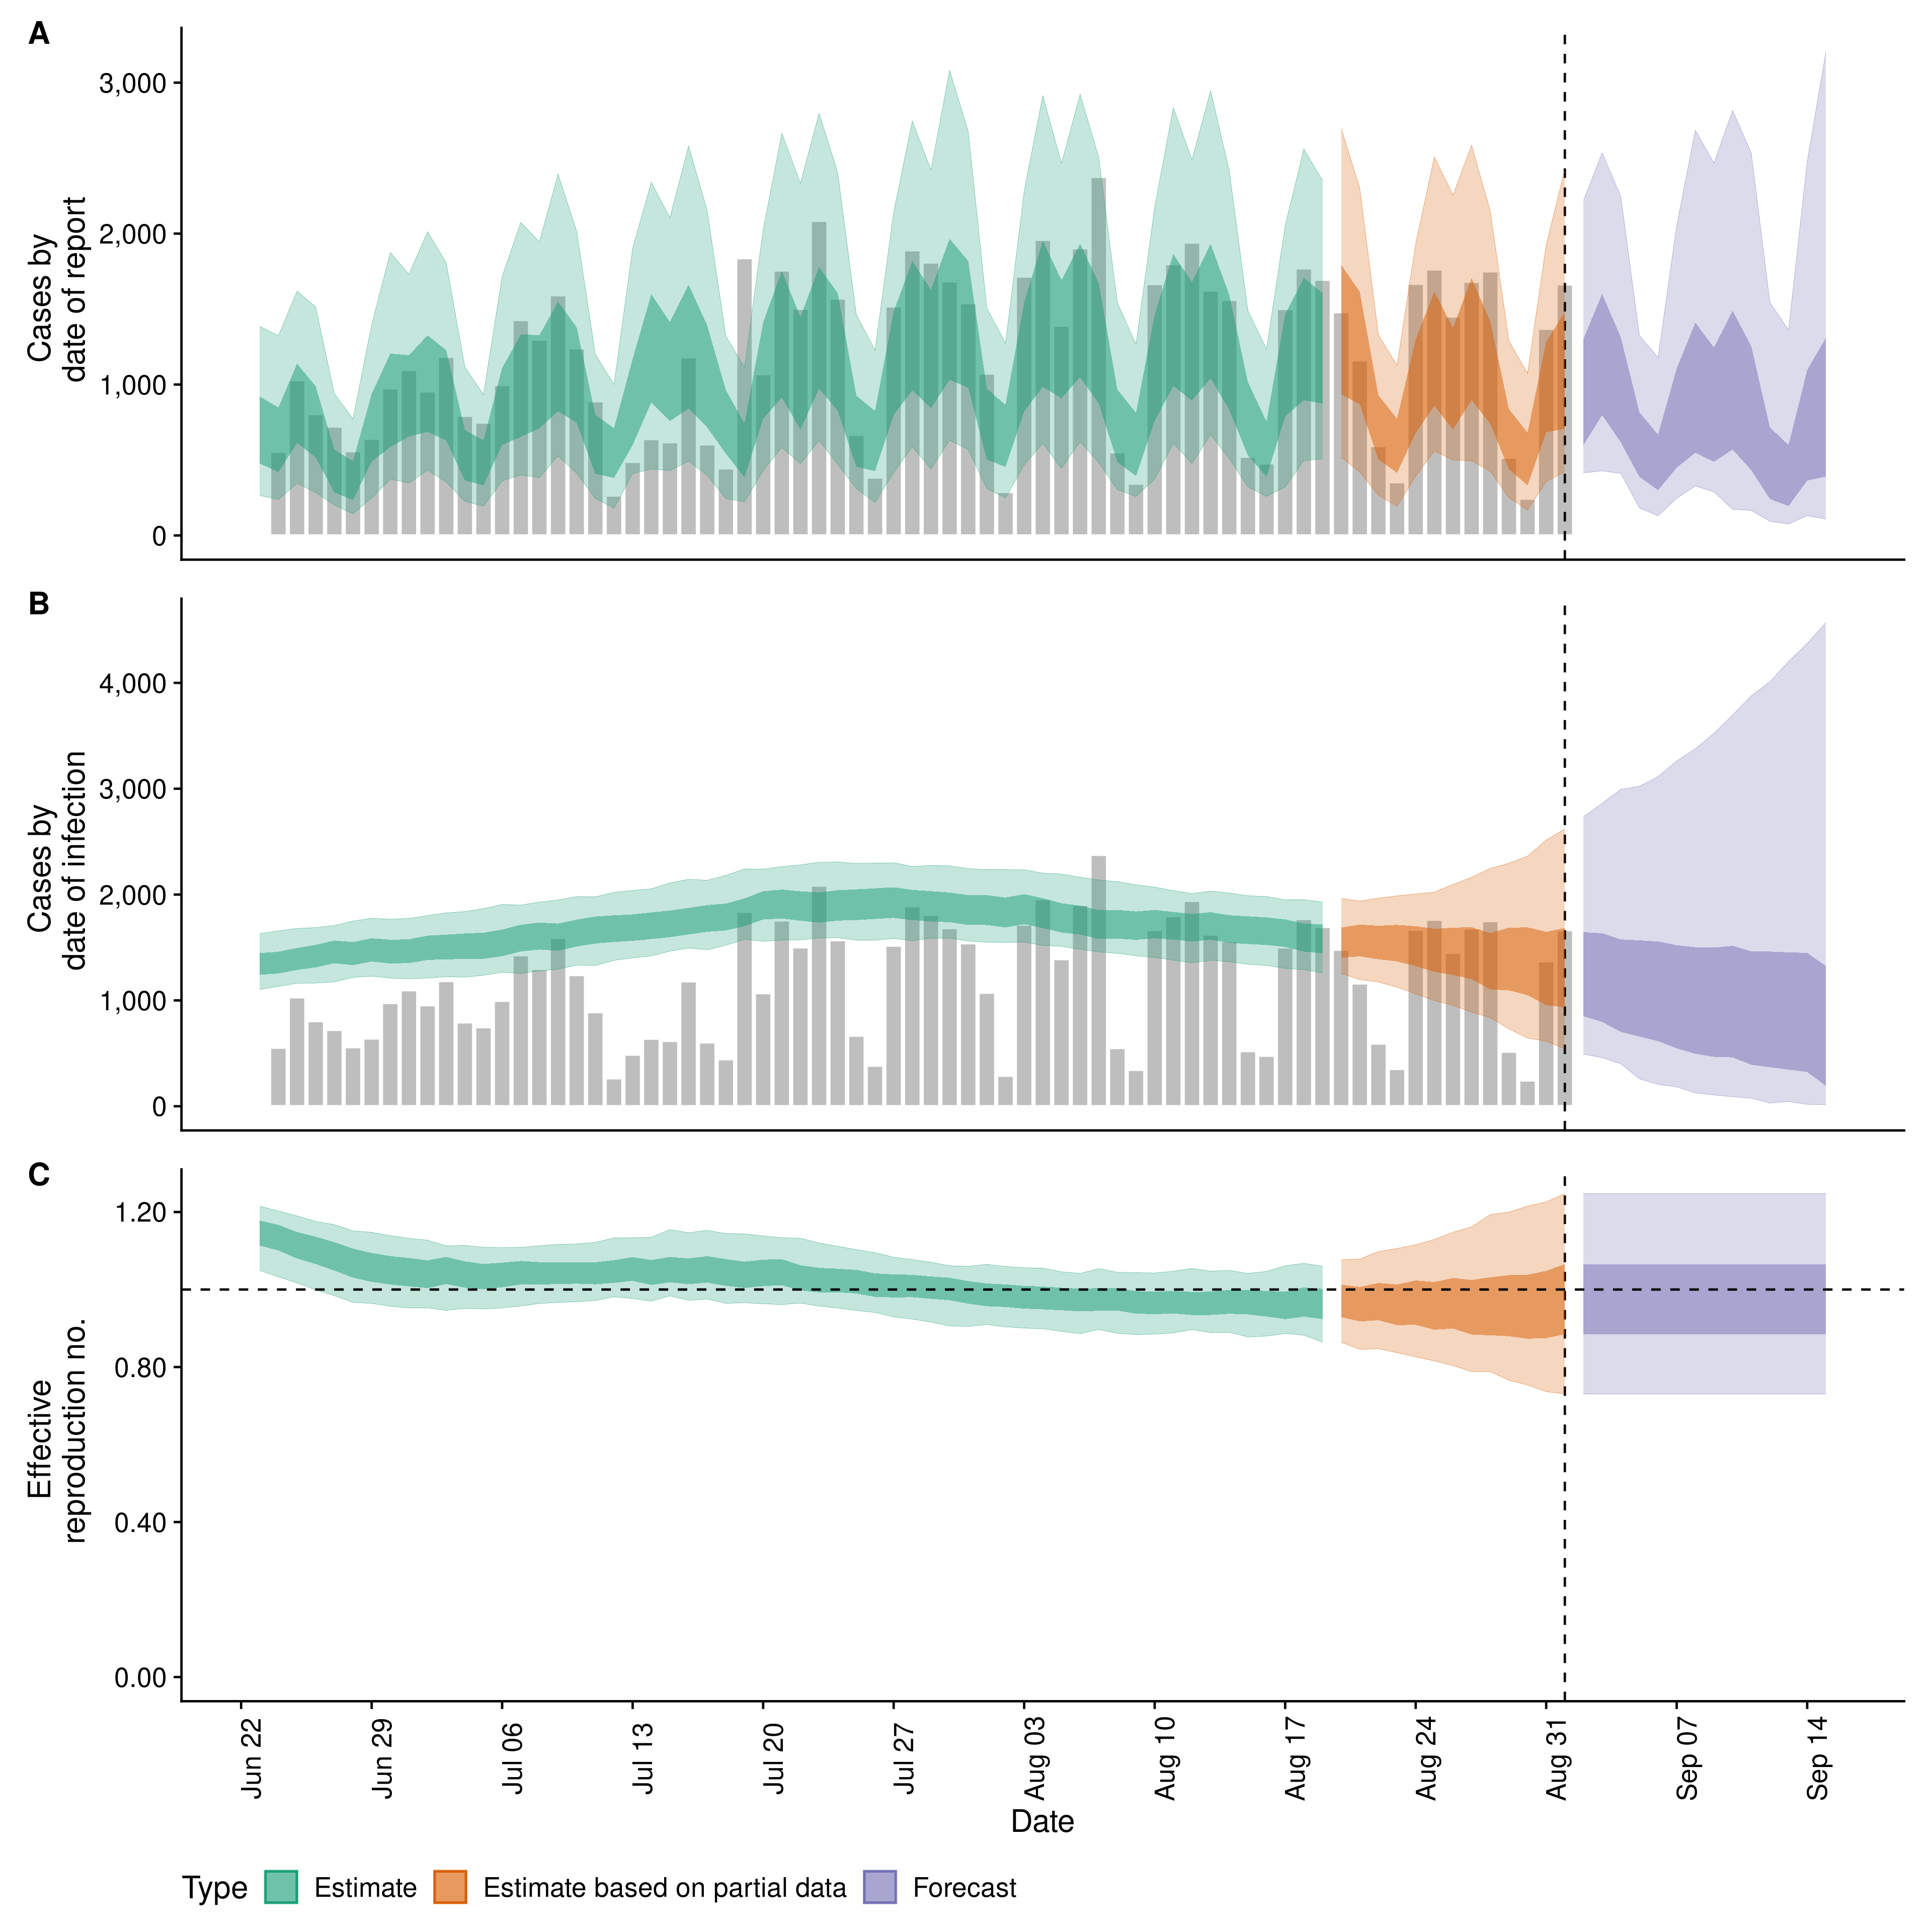 A
Cases by
date of report
3,000
2,000
1,000
0
B
Cases by
date of infection
4,000
3,000
2,000
1,000
0
C
Effective
reproduction no.
1.20
0.80
0.40
0.00
Jun 22
Jun 29
Jul 06
Jul 13
Jul 20
Jul 27
Aug 03
Aug 10
Aug 17
Aug 24
Aug 31
Sep 07
Sep 14
Date
Type Estimate Estimate based on partial data Forecast